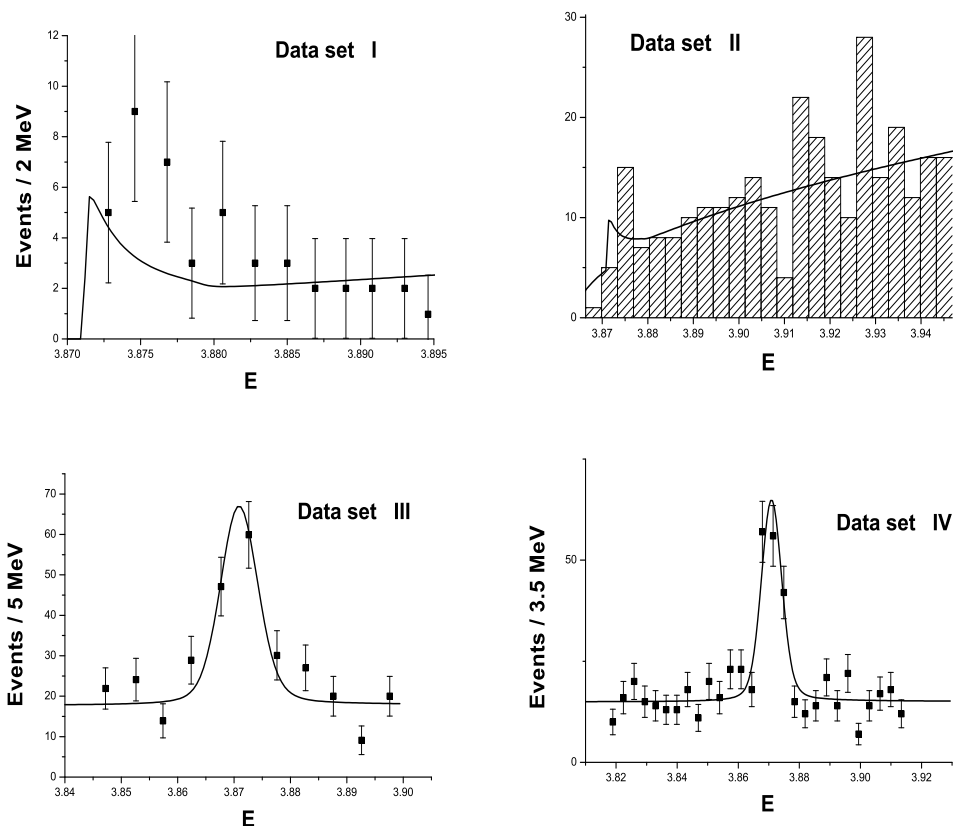 Data set I
Events / 2 MeV
12
10
8
6
4
2
0
3.870 3.875 3.880 3.885 3.890 3.895
E
Data set II
30
20
10
0
3.87 3.88 3.89 3.90 3.91 3.92 3.93 3.94
E
Data set III
Events / 5 MeV
70
60
50
40
30
20
10
0
3.84 3.85 3.86 3.87 3.88 3.89 3.90
E
Data set IV
Events / 3.5 MeV
50
0
3.82 3.84 3.86 3.88 3.90 3.92
E